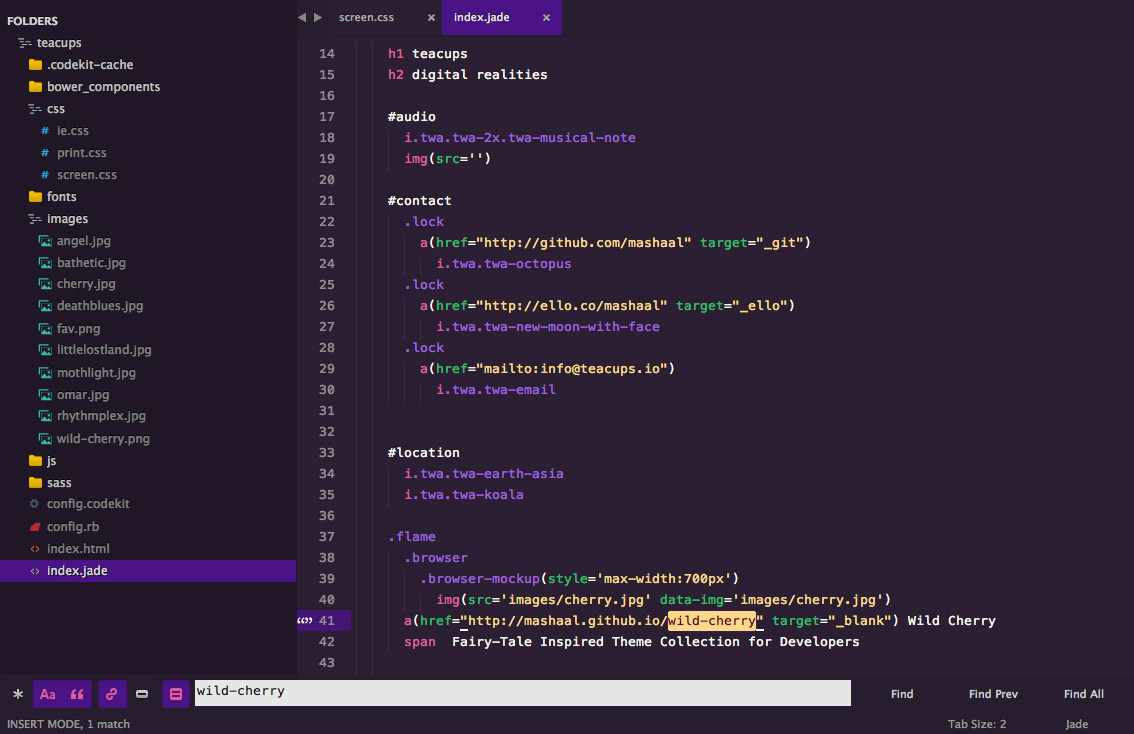 FOLDERS
teacups
.codekit-cache
bower_components
css
ie.css
print.css
screen.css
fonts
images
angel.jpg
bathetic.jpg
cherry.jpg
deathblues.jpg
fav.png
littlelostland.jpg
mothlight.jpg
omar.jpg
rhythmplex.jpg
wild-cherry.png
js
sass
config.codekit
config.rb
index.html
index.jade
screen.css × index.jade ×
14 h1 teacups
15 h2 digital realities
16
17 #audio
18 i.twa.twa-2x.twa-musical-note
19 img(src='')
20
21 #contact
22 .lock
23 a(href="http://github.com/mashaal" target="_git")
24 i.twa.twa-octopus
25 .lock
26 a(href="http://ello.co/mashaal" target="_ello")
27 i.twa.twa-new-moon-with-face
28 .lock
29 a(href="mailto:info@teacups.io")
30 i.twa.twa-email
31
32
33 #location
34 i.twa.twa-earth-asia
35 i.twa.twa-koala
36
37 .flame
38 .browser
39 .browser-mockup(style='max-width:700px')
40 img(src='images/cherry.jpg' data-img='images/cherry.jpg')
41 a(href="http://mashaal.github.io/wild-cherry" target="_blank") Wild Cherry
42 span Fairy-Tale Inspired Theme Collection for Developers
43
Aa wild-cherry Find Find Prev Find All
INSERT MODE, 1 match Tab Size: 2 Jade